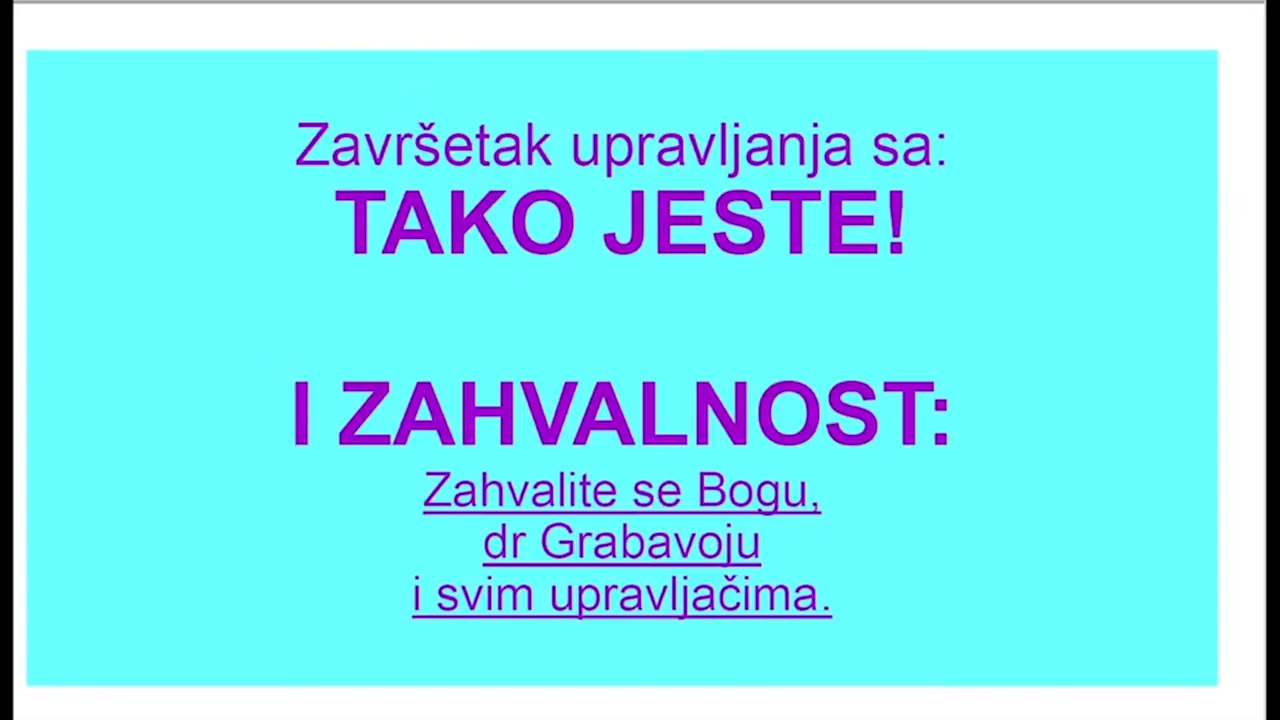 Završetak upravljanja sa:
TAKO JESTE!
I ZAHVALNOST:
Zahvalite se Bogu,
dr Grabavoju
i svim upravljačima.